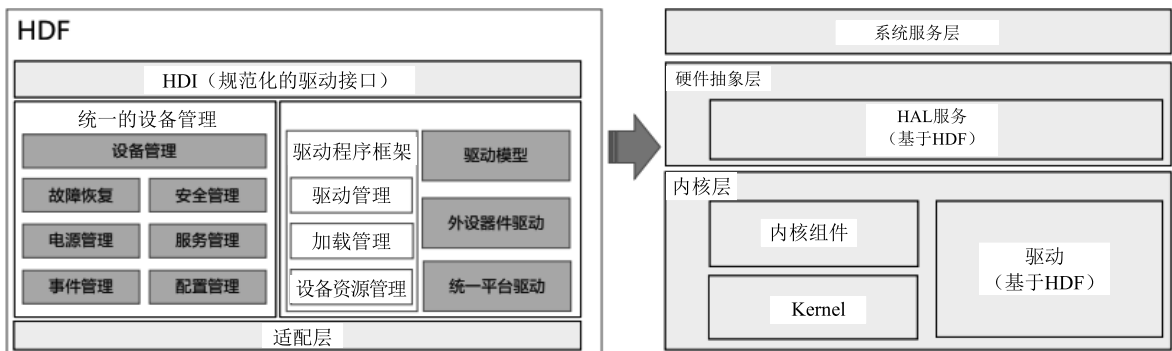 HDF
HDI（规范化的驱动接口）
统一的设备管理
设备管理
故障恢复
安全管理
电源管理
服务管理
事件管理
配置管理
驱动程序框架
驱动管理
加载管理
设备资源管理
驱动模型
外设器件驱动
统一平台驱动
适配层
系统服务层
硬件抽象层
HAL服务
（基于HDF）
内核层
内核组件
Kernel
驱动
（基于HDF）